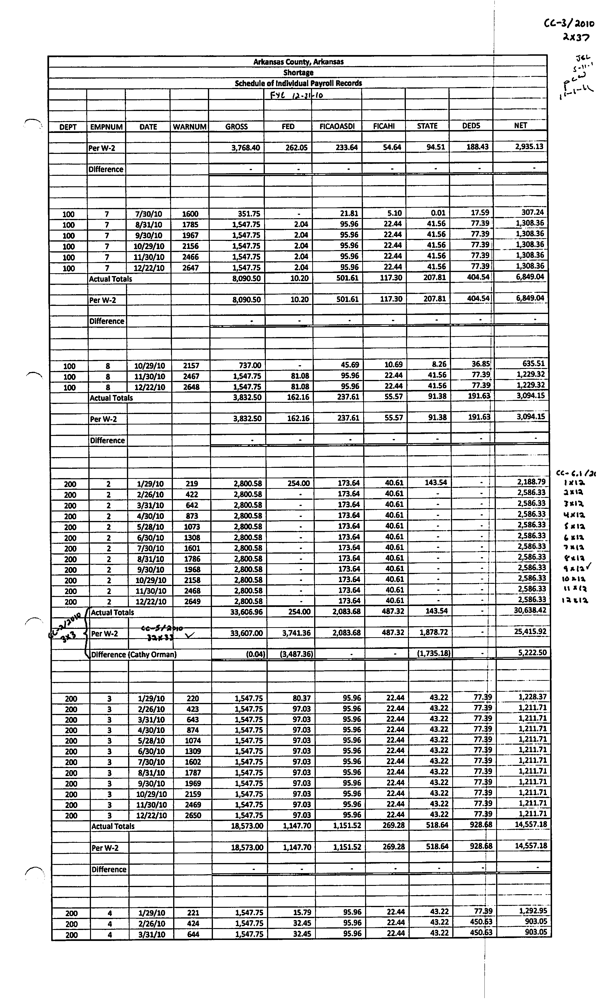 CC-3/2010
2x37
JGL
Arkansas County, Arkansas
Shortage
Schedule of Individual Payroll Records
FYE 12-31-10
DEPT EMPNUM DATE WARNUM GROSS FED FICAOASDI FICAHI STATE DED5 NET
Per W-2 3,768.40 262.05 233.64 54.64 94.51 188.43 2,935.13
Difference - - - - - - -
100 7 7/30/10 1600 351.75 - 21.81 5.10 0.01 17.59 307.24
100 7 8/31/10 1785 1,547.75 2.04 95.96 22.44 41.56 77.39 1,308.36
100 7 9/30/10 1967 1,547.75 2.04 95.96 22.44 41.56 77.39 1,308.36
100 7 10/29/10 2156 1,547.75 2.04 95.96 22.44 41.56 77.39 1,308.36
100 7 11/30/10 2466 1,547.75 2.04 95.96 22.44 41.56 77.39 1,308.36
100 7 12/22/10 2647 1,547.75 2.04 95.96 22.44 41.56 77.39 1,308.36
Actual Totals 8,090.50 10.20 501.61 117.30 207.81 404.54 6,849.04
Per W-2 8,090.50 10.20 501.61 117.30 207.81 404.54 6,849.04
Difference - - - - - - -
100 8 10/29/10 2157 737.00 - 45.69 10.69 8.26 36.85 635.51
100 8 11/30/10 2467 1,547.75 81.08 95.96 22.44 41.56 77.39 1,229.32
100 8 12/22/10 2648 1,547.75 81.08 95.96 22.44 41.56 77.39 1,229.32
Actual Totals 3,832.50 162.16 237.61 55.57 91.38 191.63 3,094.15
Per W-2 3,832.50 162.16 237.61 55.57 91.38 191.63 3,094.15
Difference - - - - - - -
CC-6.1/20
200 2 1/29/10 219 2,800.58 254.00 173.64 40.61 143.54 - 2,188.79 1x12
200 2 2/26/10 422 2,800.58 - 173.64 40.61 - - 2,586.33 2x12
200 2 3/31/10 642 2,800.58 - 173.64 40.61 - - 2,586.33 3x12
200 2 4/30/10 873 2,800.58 - 173.64 40.61 - - 2,586.33 4x12
200 2 5/28/10 1073 2,800.58 - 173.64 40.61 - - 2,586.33 5x12
200 2 6/30/10 1308 2,800.58 - 173.64 40.61 - - 2,586.33 6x12
200 2 7/30/10 1601 2,800.58 - 173.64 40.61 - - 2,586.33 7x12
200 2 8/31/10 1786 2,800.58 - 173.64 40.61 - - 2,586.33 8x12
200 2 9/30/10 1968 2,800.58 - 173.64 40.61 - - 2,586.33 9x12✓
200 2 10/29/10 2158 2,800.58 - 173.64 40.61 - - 2,586.33 10x12
200 2 11/30/10 2468 2,800.58 - 173.64 40.61 - - 2,586.33 11x12
200 2 12/22/10 2649 2,800.58 - 173.64 40.61 - - 2,586.33 12x12
Actual Totals 33,606.96 254.00 2,083.68 487.32 143.54 - 30,638.42
CC-2/2010
3x3
CC-5/2010
32x33 ✓
Per W-2 33,607.00 3,741.36 2,083.68 487.32 1,878.72 - 25,415.92
Difference (Cathy Orman) (0.04) (3,487.36) - - (1,735.18) - 5,222.50
200 3 1/29/10 220 1,547.75 80.37 95.96 22.44 43.22 77.39 1,228.37
200 3 2/26/10 423 1,547.75 97.03 95.96 22.44 43.22 77.39 1,211.71
200 3 3/31/10 643 1,547.75 97.03 95.96 22.44 43.22 77.39 1,211.71
200 3 4/30/10 874 1,547.75 97.03 95.96 22.44 43.22 77.39 1,211.71
200 3 5/28/10 1074 1,547.75 97.03 95.96 22.44 43.22 77.39 1,211.71
200 3 6/30/10 1309 1,547.75 97.03 95.96 22.44 43.22 77.39 1,211.71
200 3 7/30/10 1602 1,547.75 97.03 95.96 22.44 43.22 77.39 1,211.71
200 3 8/31/10 1787 1,547.75 97.03 95.96 22.44 43.22 77.39 1,211.71
200 3 9/30/10 1969 1,547.75 97.03 95.96 22.44 43.22 77.39 1,211.71
200 3 10/29/10 2159 1,547.75 97.03 95.96 22.44 43.22 77.39 1,211.71
200 3 11/30/10 2469 1,547.75 97.03 95.96 22.44 43.22 77.39 1,211.71
200 3 12/22/10 2650 1,547.75 97.03 95.96 22.44 43.22 77.39 1,211.71
Actual Totals 18,573.00 1,147.70 1,151.52 269.28 518.64 928.68 14,557.18
Per W-2 18,573.00 1,147.70 1,151.52 269.28 518.64 928.68 14,557.18
Difference - - - - - - -
200 4 1/29/10 221 1,547.75 15.79 95.96 22.44 43.22 77.39 1,292.95
200 4 2/26/10 424 1,547.75 32.45 95.96 22.44 43.22 450.63 903.05
200 4 3/31/10 644 1,547.75 32.45 95.96 22.44 43.22 450.63 903.05